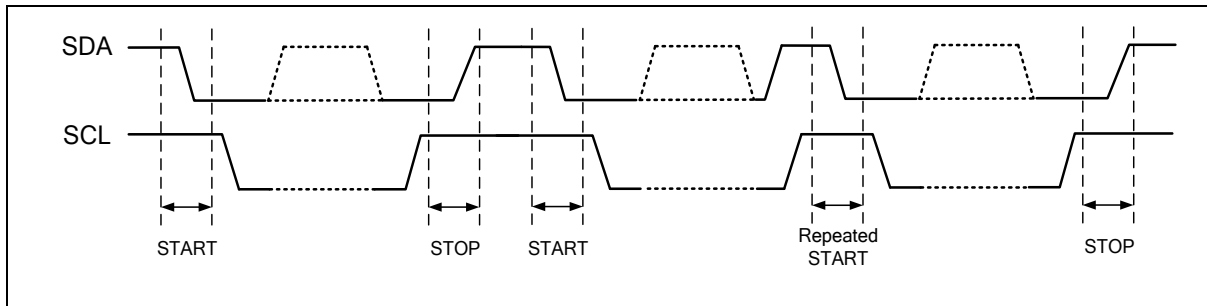 SDA
SCL
START
STOP
START
Repeated
START
STOP